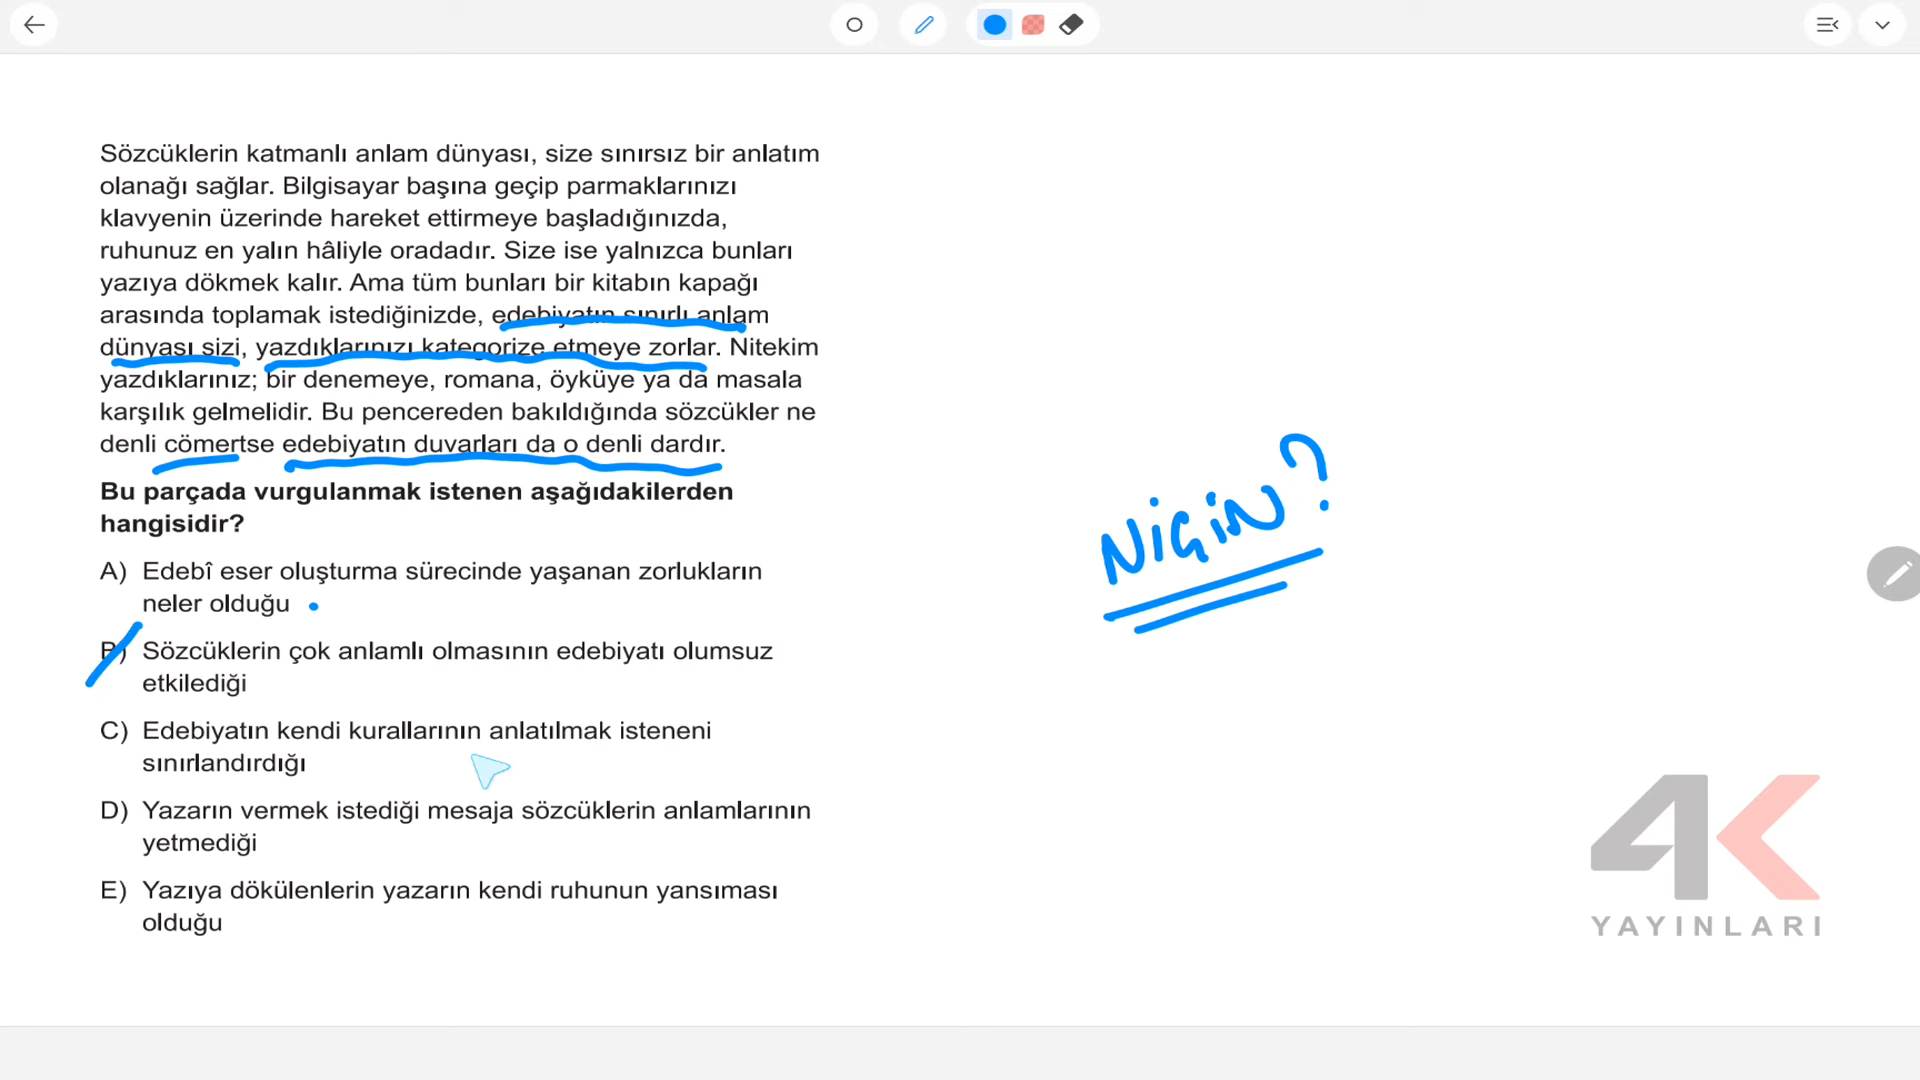 Sözcüklerin katmanlı anlam dünyası, size sınırsız bir anlatım
olanağı sağlar. Bilgisayar başına geçip parmaklarınızı
klavyenin üzerinde hareket ettirmeye başladığınızda,
ruhunuz en yalın hâliyle oradadır. Size ise yalnızca bunları
yazıya dökmek kalır. Ama tüm bunları bir kitabın kapağı
arasında toplamak istediğinizde, edebiyatın sınırlı anlam
dünyası sizi, yazdıklarınızı kategorize etmeye zorlar. Nitekim
yazdıklarınız; bir denemeye, romana, öyküye ya da masala
karşılık gelmelidir. Bu pencereden bakıldığında sözcükler ne
denli cömertse edebiyatın duvarları da o denli dardır.
Bu parçada vurgulanmak istenen aşağıdakilerden
hangisidir?
A) Edebî eser oluşturma sürecinde yaşanan zorlukların
neler olduğu
B) Sözcüklerin çok anlamlı olmasının edebiyatı olumsuz
etkilediği
C) Edebiyatın kendi kurallarının anlatılmak isteneni
sınırlandırdığı
D) Yazarın vermek istediği mesaja sözcüklerin anlamlarının
yetmediği
E) Yazıya dökülenlerin yazarın kendi ruhunun yansıması
olduğu
NiÇiN?
4K
YAYINLARI